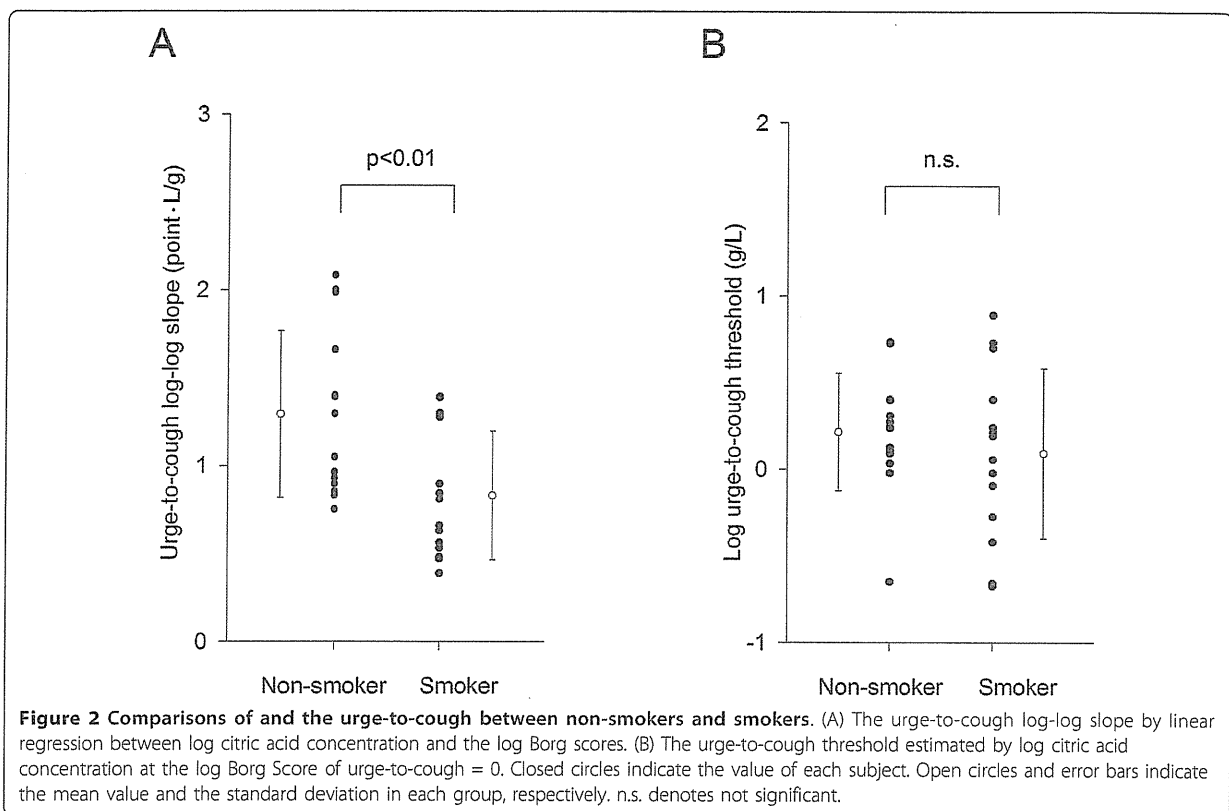 A
B
3
2
1
0
Urge-to-cough log-log slope (point·L/g)
p<0.01
Non-smoker Smoker
2
1
0
-1
Log urge-to-cough threshold (g/L)
n.s.
Non-smoker Smoker
Figure 2 Comparisons of and the urge-to-cough between non-smokers and smokers. (A) The urge-to-cough log-log slope by linear
regression between log citric acid concentration and the log Borg scores. (B) The urge-to-cough threshold estimated by log citric acid
concentration at the log Borg Score of urge-to-cough = 0. Closed circles indicate the value of each subject. Open circles and error bars indicate
the mean value and the standard deviation in each group, respectively. n.s. denotes not significant.